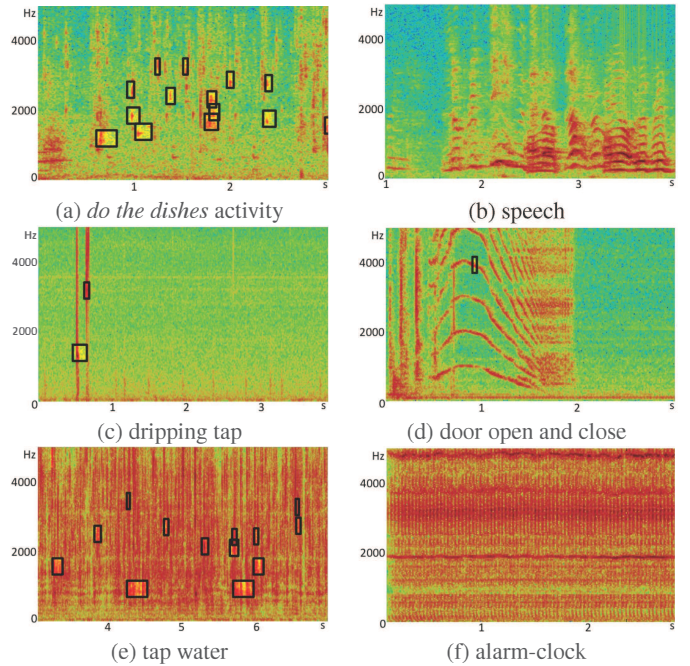 Hz
4000
2000
0
1
2
s
(a) do the dishes activity
Hz
4000
2000
0
1
2
3
s
(b) speech
Hz
4000
2000
0
1
2
3
s
(c) dripping tap
Hz
4000
2000
0
1
2
s
(d) door open and close
Hz
4000
2000
0
4
5
6
s
(e) tap water
Hz
4000
2000
0
1
2
s
(f) alarm-clock